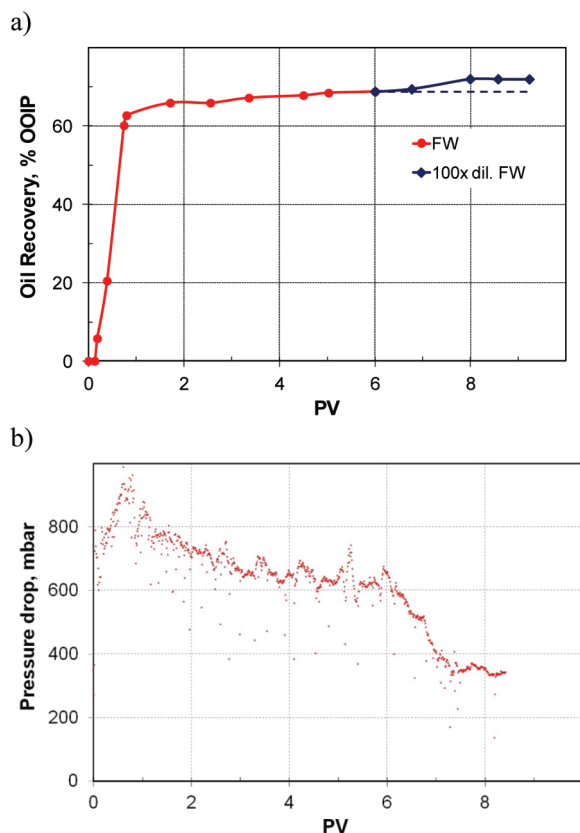 a)
Oil Recovery, % OOIP
60
40
20
0
FW
100x dil. FW
0 2 4 6 8
PV
b)
Pressure drop, mbar
800
600
400
200
0
0 2 4 6 8
PV